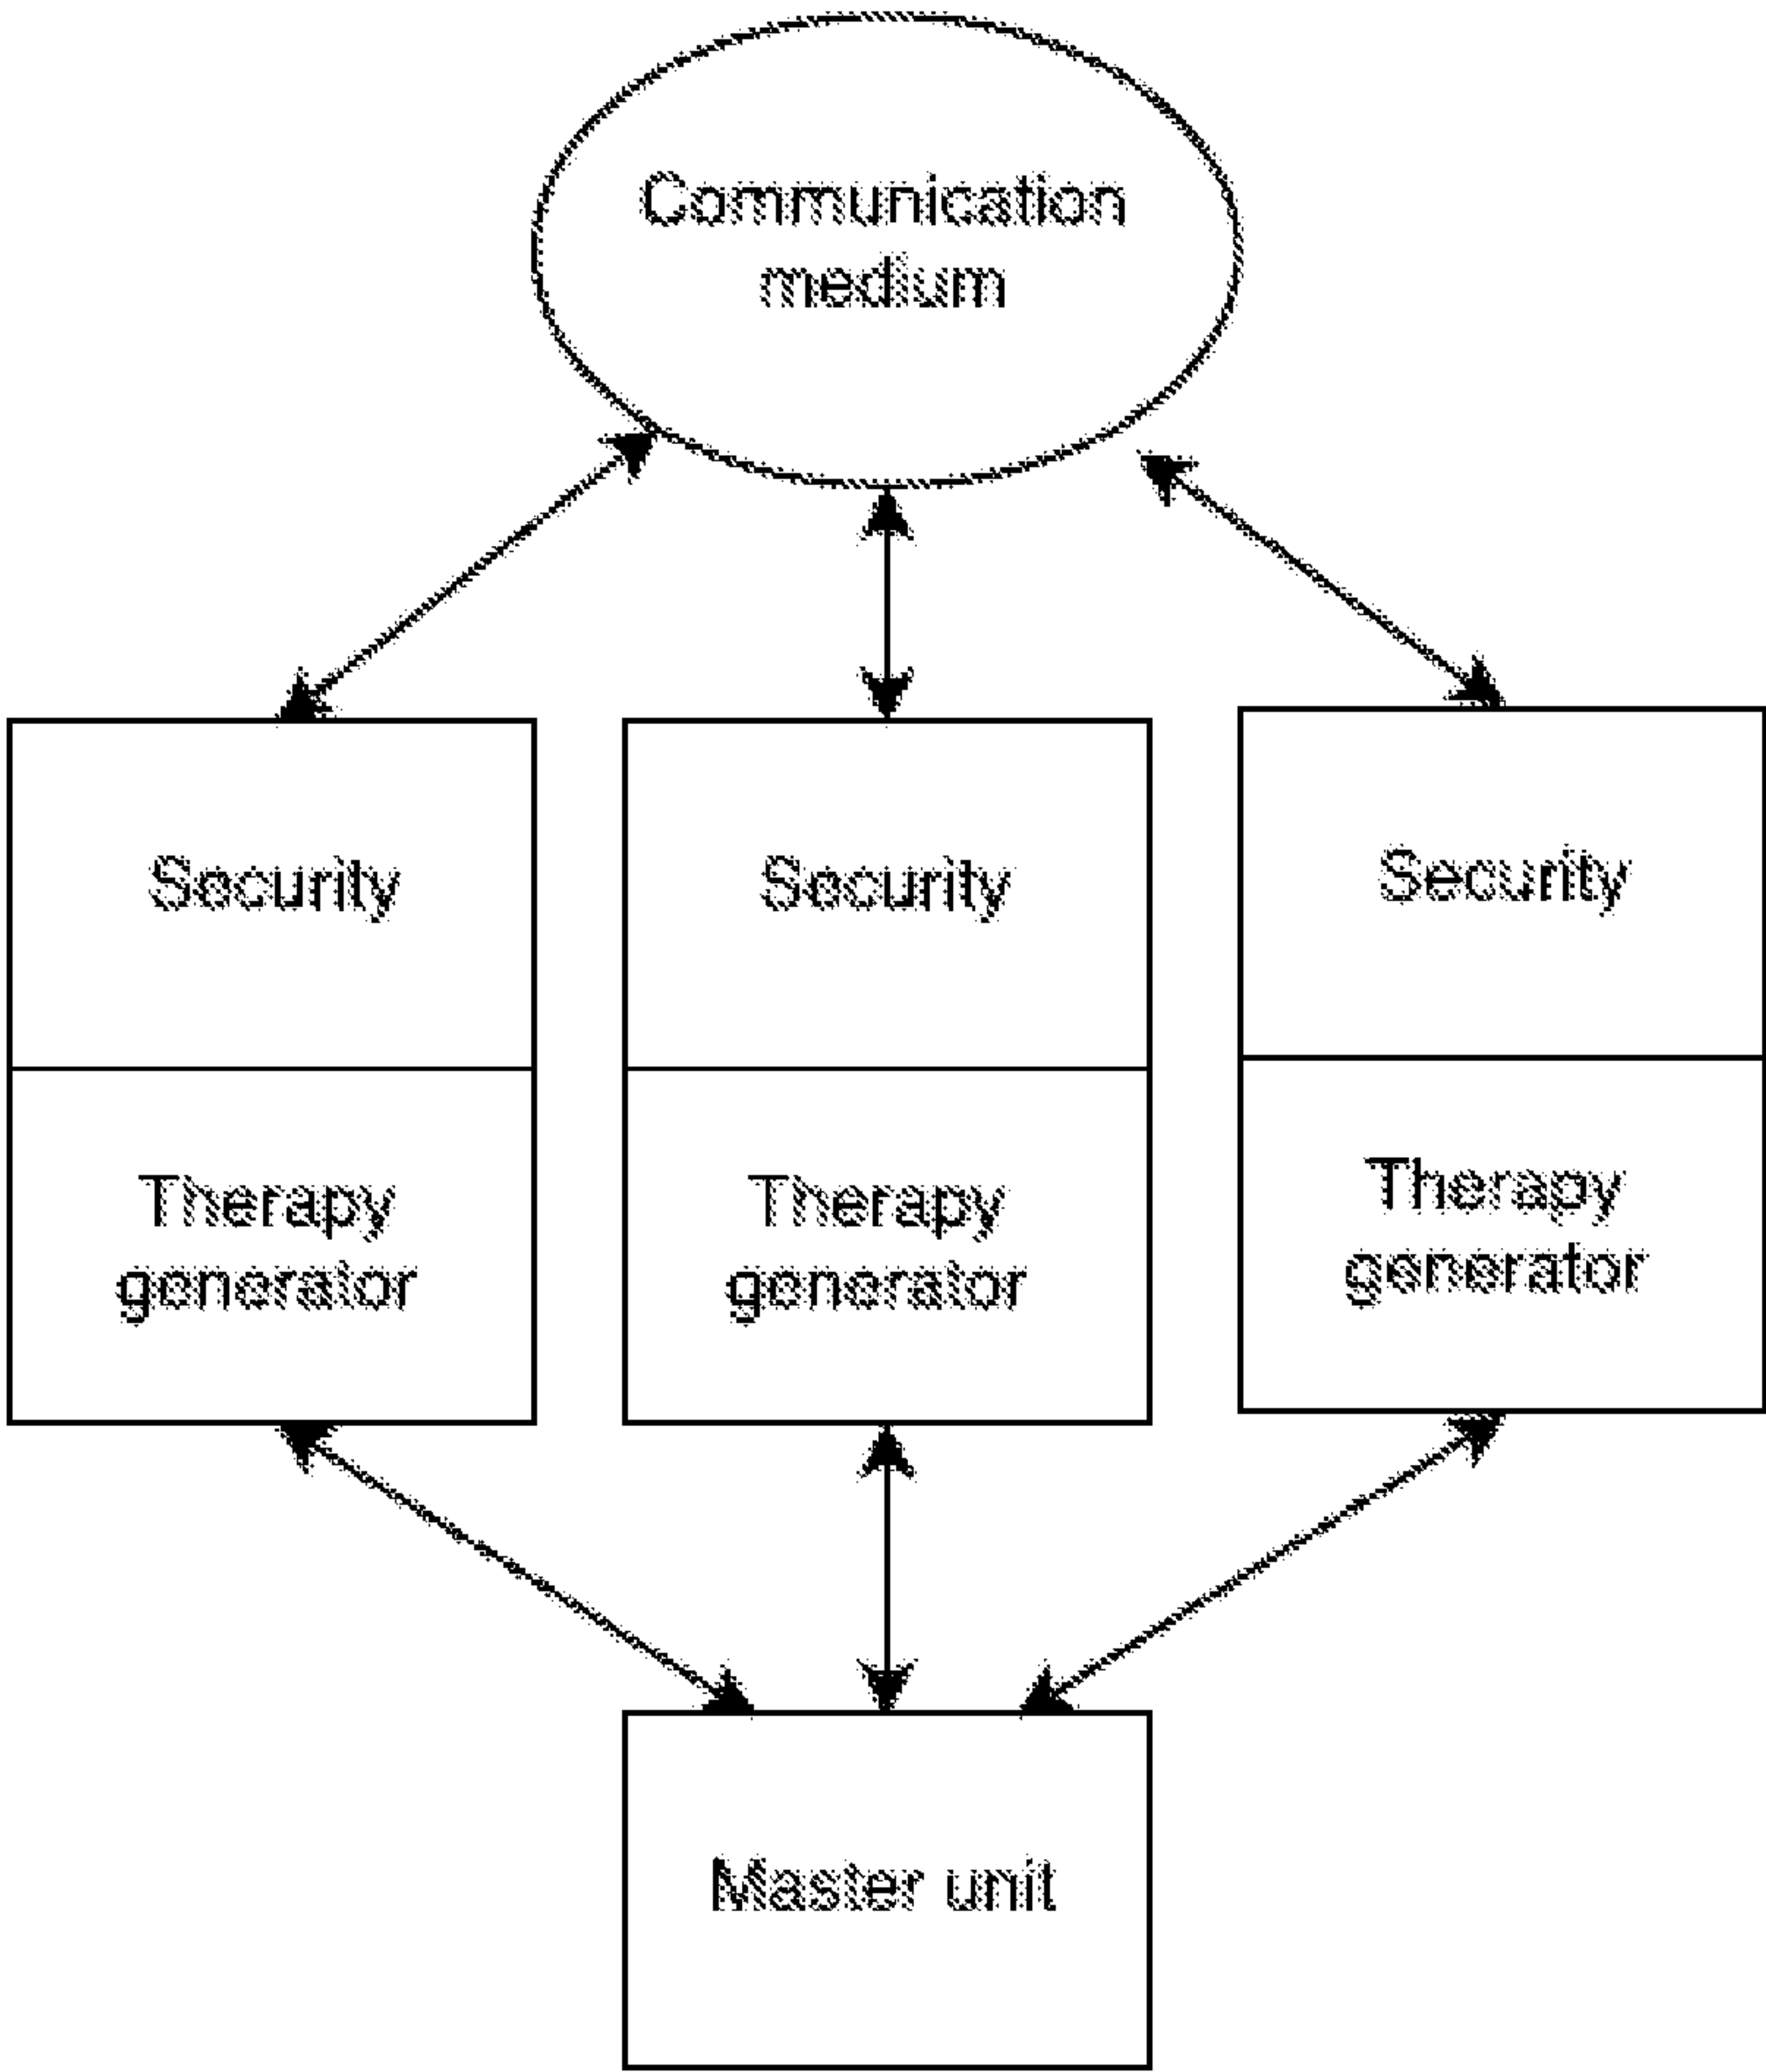 Communication
medium
Security
Security
Security
Therapy
generator
Therapy
generator
Therapy
generator
Master unit